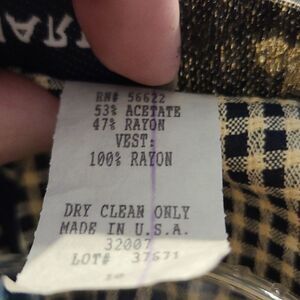 RN# 56622
53% ACETATE
47% RAYON
VEST:
100% RAYON
DRY CLEAN ONLY
MADE IN U.S.A.
32007
LOT# 37671